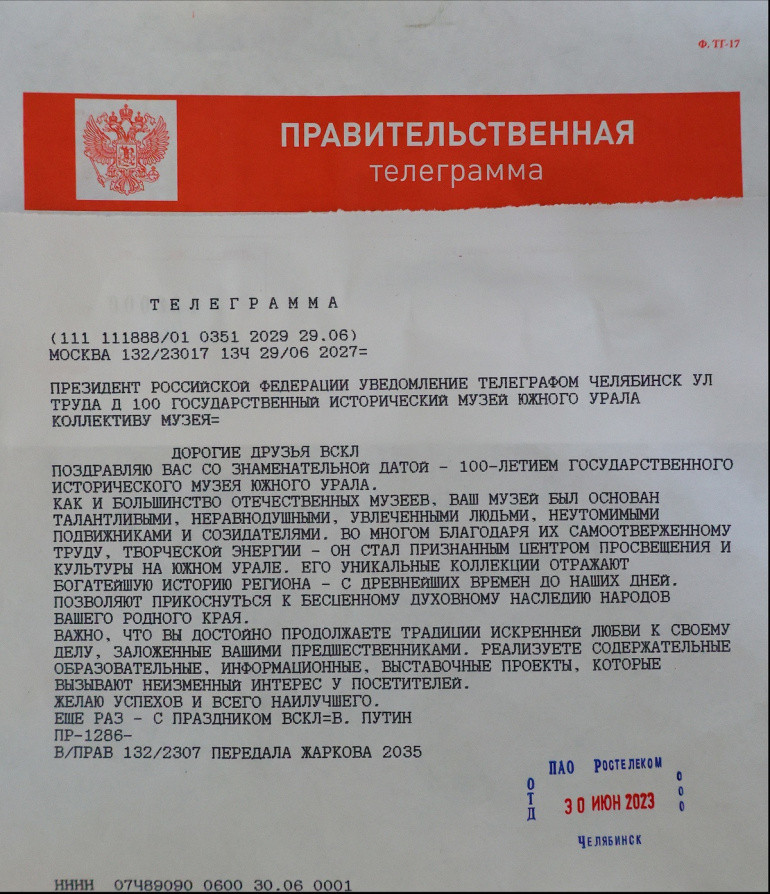 Ф. ТГ-17
ПРАВИТЕЛЬСТВЕННАЯ
телеграмма
ТЕЛЕГРАММА
(111 111888/01 0351 2029 29.06)
МОСКВА 132/23017 13Ч 29/06 2027=
ПРЕЗИДЕНТ РОССИЙСКОЙ ФЕДЕРАЦИИ УВЕДОМЛЕНИЕ ТЕЛЕГРАФОМ ЧЕЛЯБИНСК УЛ
ТРУДА Д 100 ГОСУДАРСТВЕННЫЙ ИСТОРИЧЕСКИЙ МУЗЕЙ ЮЖНОГО УРАЛА
КОЛЛЕКТИВУ МУЗЕЯ=
ДОРОГИЕ ДРУЗЬЯ ВСКЛ
ПОЗДРАВЛЯЮ ВАС СО ЗНАМЕНАТЕЛЬНОЙ ДАТОЙ - 100-ЛЕТИЕМ ГОСУДАРСТВЕННОГО
ИСТОРИЧЕСКОГО МУЗЕЯ ЮЖНОГО УРАЛА.
КАК И БОЛЬШИНСТВО ОТЕЧЕСТВЕННЫХ МУЗЕЕВ, ВАШ МУЗЕЙ БЫЛ ОСНОВАН
ТАЛАНТЛИВЫМИ, НЕРАВНОДУШНЫМИ, УВЛЕЧЕННЫМИ ЛЮДЬМИ, НЕУТОМИМЫМИ
ПОДВИЖНИКАМИ И СОЗИДАТЕЛЯМИ. ВО МНОГОМ БЛАГОДАРЯ ИХ САМООТВЕРЖЕННОМУ
ТРУДУ, ТВОРЧЕСКОЙ ЭНЕРГИИ - ОН СТАЛ ПРИЗНАННЫМ ЦЕНТРОМ ПРОСВЕШЕНИЯ И
КУЛЬТУРЫ НА ЮЖНОМ УРАЛЕ. ЕГО УНИКАЛЬНЫЕ КОЛЛЕКЦИИ ОТРАЖАЮТ
БОГАТЕЙШУЮ ИСТОРИЮ РЕГИОНА - С ДРЕВНЕЙШИХ ВРЕМЕН ДО НАШИХ ДНЕЙ.
ПОЗВОЛЯЮТ ПРИКОСНУТЬСЯ К БЕСЦЕННОМУ ДУХОВНОМУ НАСЛЕДИЮ НАРОДОВ
ВАШЕГО РОДНОГО КРАЯ.
ВАЖНО, ЧТО ВЫ ДОСТОЙНО ПРОДОЛЖАЕТЕ ТРАДИЦИИ ИСКРЕННЕЙ ЛЮБВИ К СВОЕМУ
ДЕЛУ, ЗАЛОЖЕННЫЕ ВАШИМИ ПРЕДШЕСТВЕННИКАМИ. РЕАЛИЗУЕТЕ СОДЕРЖАТЕЛЬНЫЕ
ОБРАЗОВАТЕЛЬНЫЕ, ИНФОРМАЦИОННЫЕ, ВЫСТАВОЧНЫЕ ПРОЕКТЫ, КОТОРЫЕ
ВЫЗЫВАЮТ НЕИЗМЕННЫЙ ИНТЕРЕС У ПОСЕТИТЕЛЕЙ.
ЖЕЛАЮ УСПЕХОВ И ВСЕГО НАИЛУЧШЕГО.
ЕШЕ РАЗ - С ПРАЗДНИКОМ ВСКЛ=В. ПУТИН
ПР-1286-
В/ПРАВ 132/2307 ПЕРЕДАЛА ЖАРКОВА 2035
ПАО РОСТЕЛЕКОМ
ОТД
30 ИЮН 2023
000
ЧЕЛЯБИНСК
НННН 07Ч89090 0600 30.06 0001